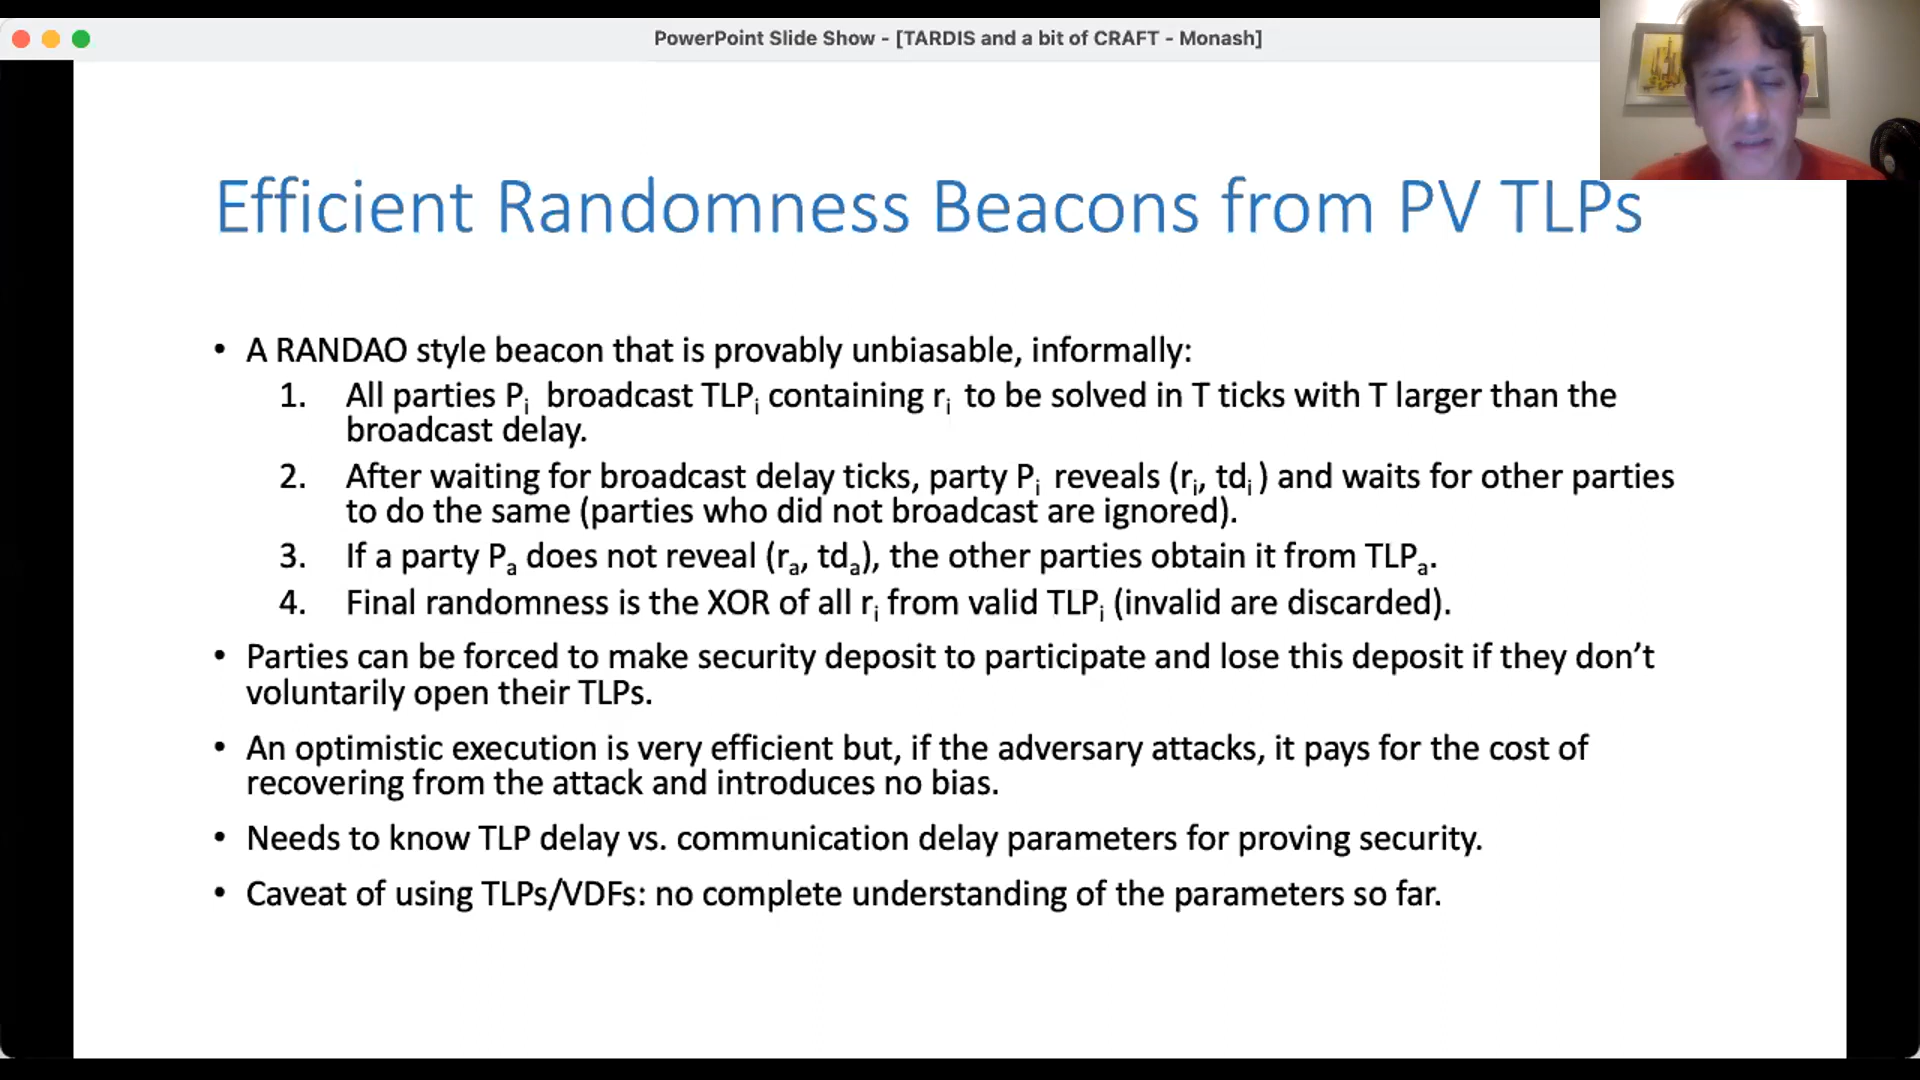 PowerPoint Slide Show - [TARDIS and a bit of CRAFT - Monash]
Efficient Randomness Beacons from PV TLPs
• A RANDAO style beacon that is provably unbiasable, informally:
1. All parties Pi broadcast TLPi containing ri to be solved in T ticks with T larger than the
broadcast delay.
2. After waiting for broadcast delay ticks, party Pi reveals (ri, tdi) and waits for other parties
to do the same (parties who did not broadcast are ignored).
3. If a party Pa does not reveal (ra, tda), the other parties obtain it from TLPa.
4. Final randomness is the XOR of all ri from valid TLPi (invalid are discarded).
• Parties can be forced to make security deposit to participate and lose this deposit if they don’t
voluntarily open their TLPs.
• An optimistic execution is very efficient but, if the adversary attacks, it pays for the cost of
recovering from the attack and introduces no bias.
• Needs to know TLP delay vs. communication delay parameters for proving security.
• Caveat of using TLPs/VDFs: no complete understanding of the parameters so far.